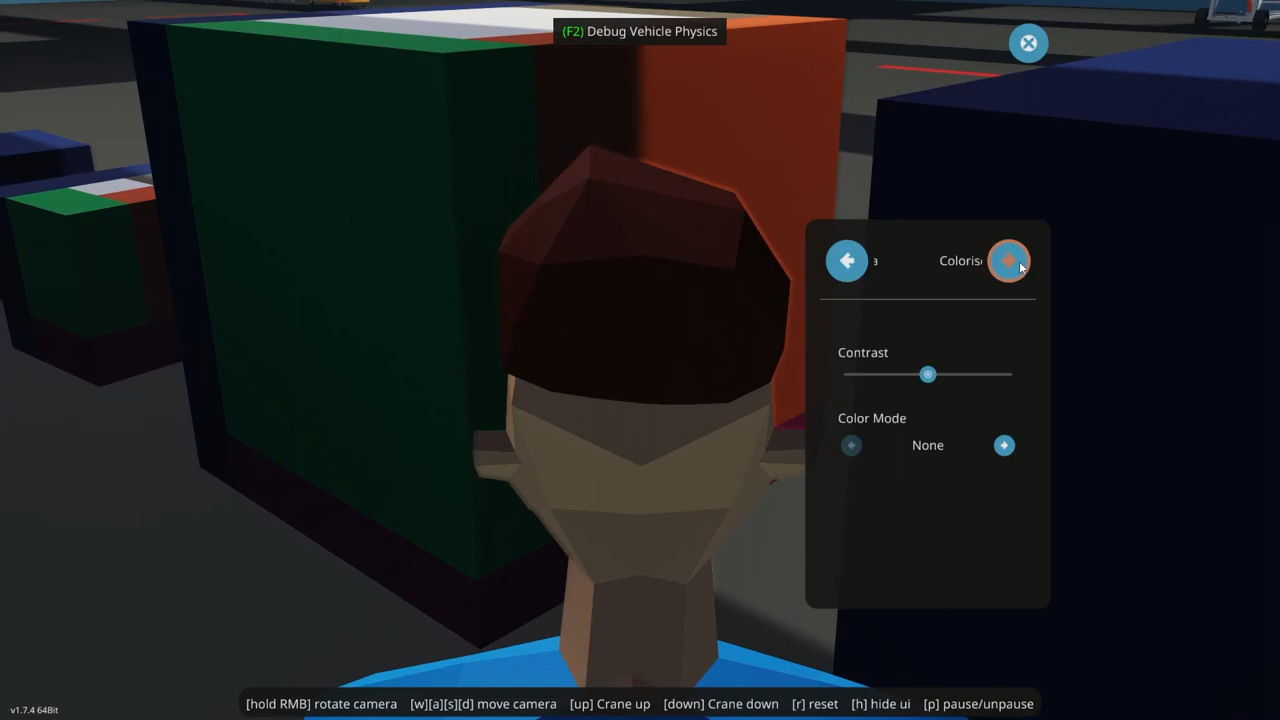 (F2) Debug Vehicle Physics
a Coloris
Contrast
Color Mode
None
[hold RMB] rotate camera [w][a][s][d] move camera [up] Crane up [down] Crane down [r] reset [h] hide ui [p] pause/unpause
v1.7.4 64Bit